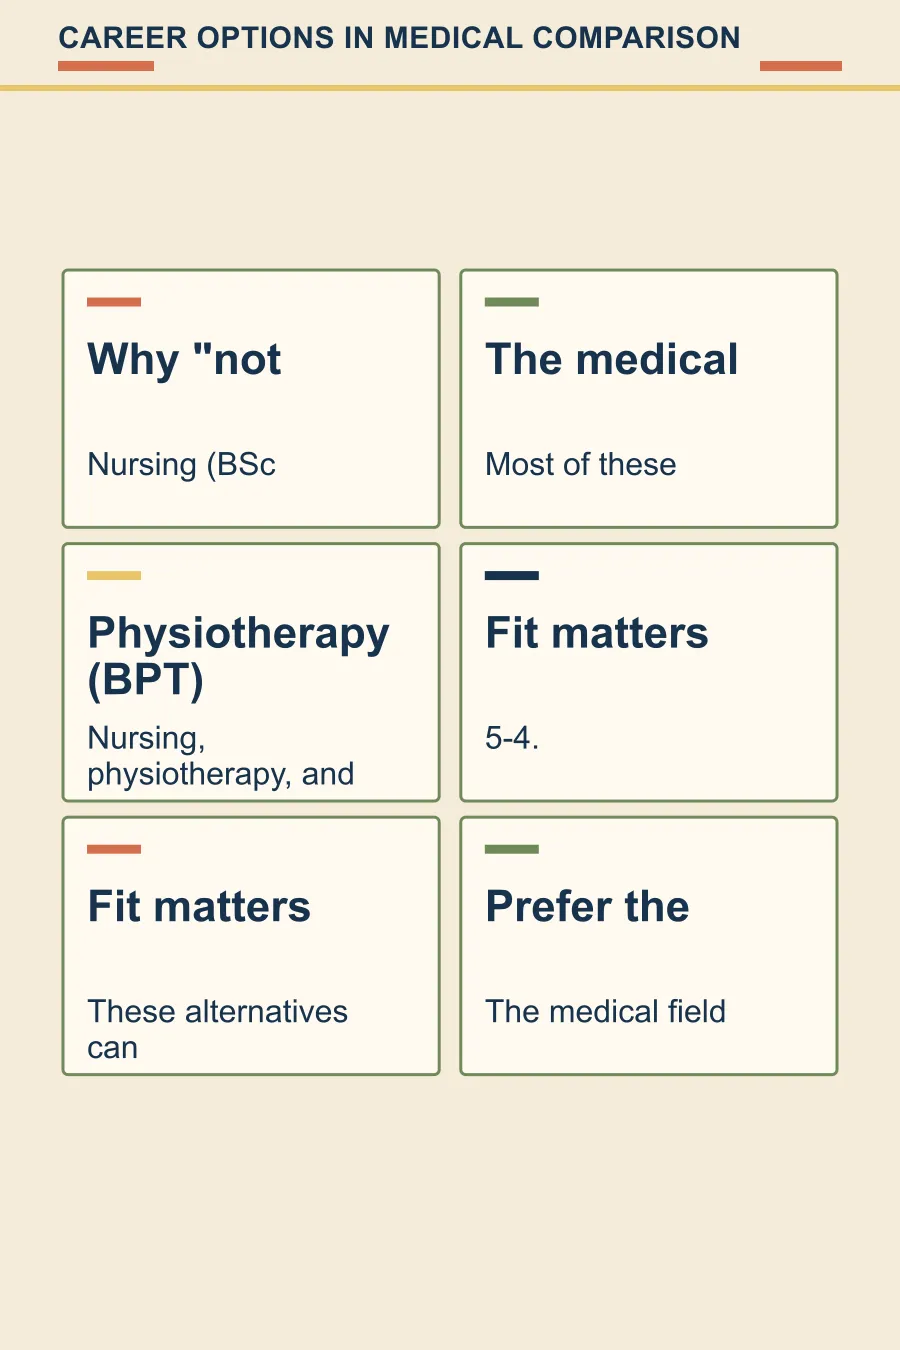 CAREER OPTIONS IN MEDICAL COMPARISON
Why "not
Nursing (BSc
The medical
Most of these
Physiotherapy
(BPT)
Nursing,
physiotherapy, and
Fit matters
5-4.
Fit matters
These alternatives
can
Prefer the
The medical field